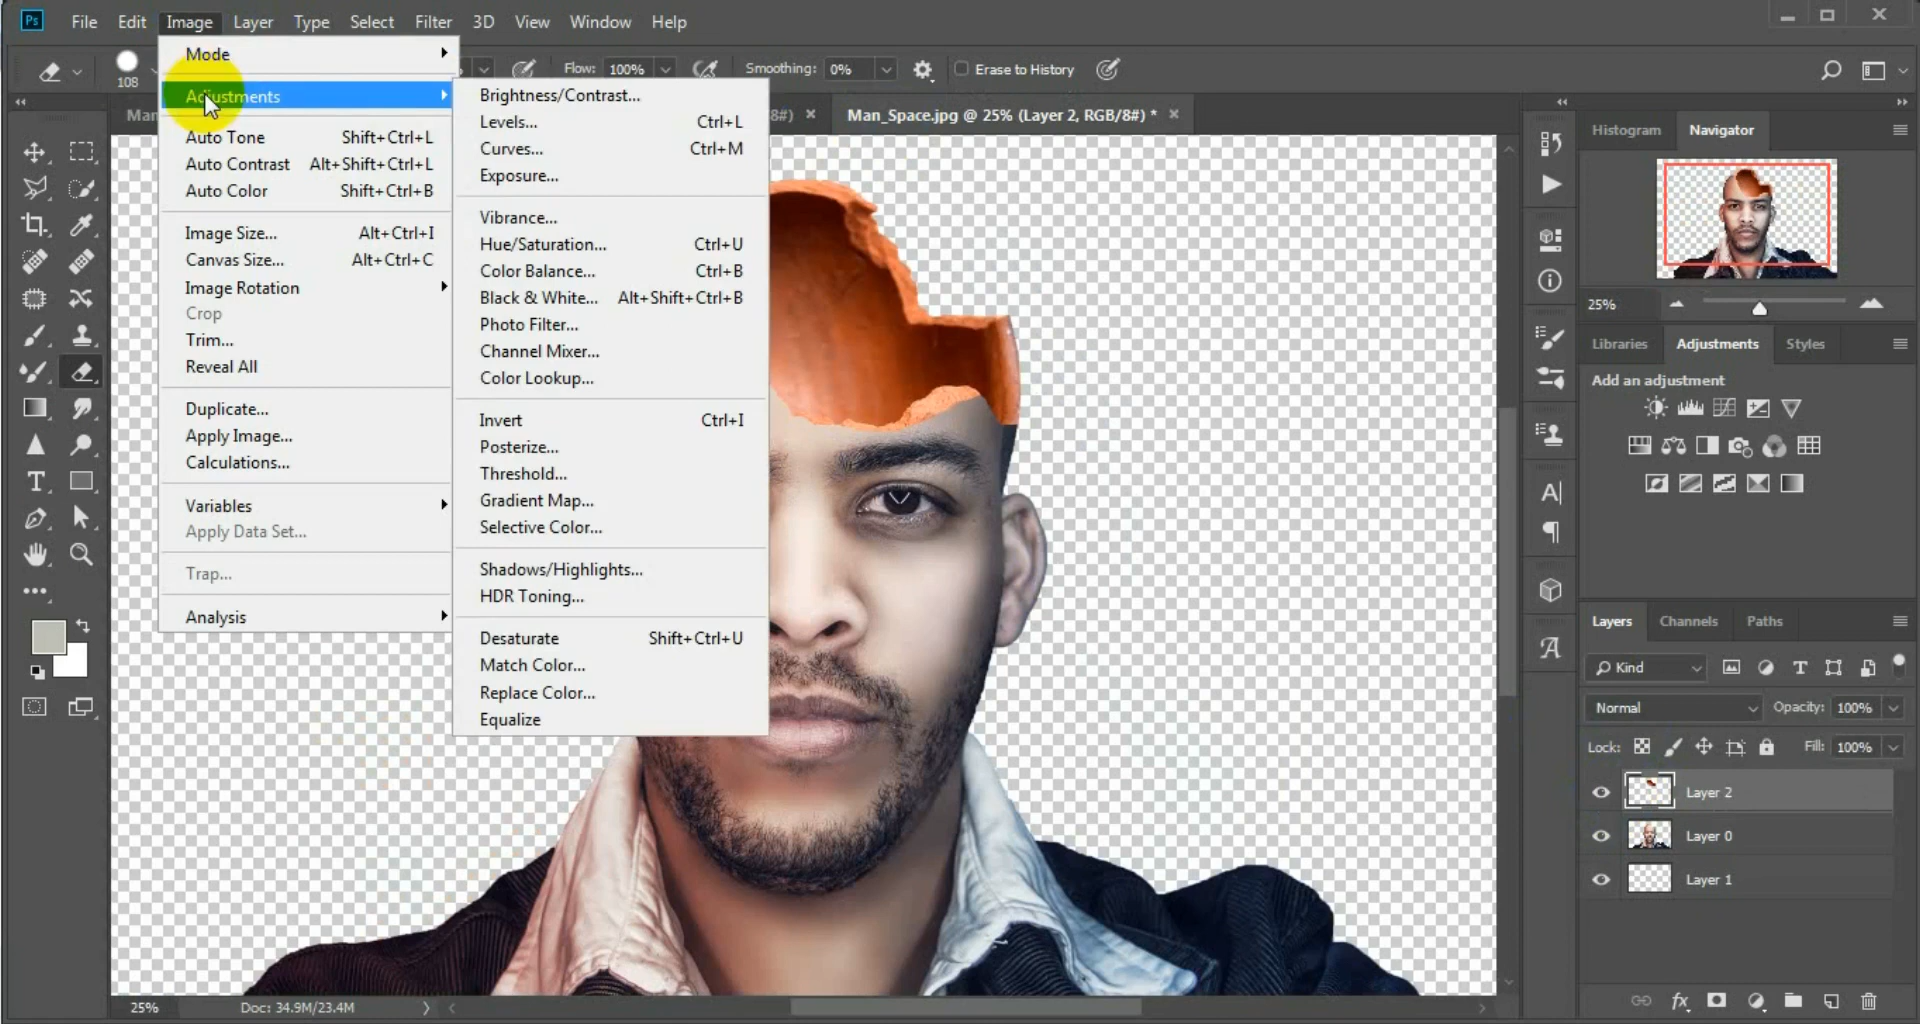 Ps File Edit Image Layer Type Select Filter 3D View Window Help
108 Flow: 100% Smoothing: 0% Erase to History
8#) × Man_Space.jpg @ 25% (Layer 2, RGB/8#) * ×
Mode
Adjustments
Auto Tone Shift+Ctrl+L
Auto Contrast Alt+Shift+Ctrl+L
Auto Color Shift+Ctrl+B
Image Size... Alt+Ctrl+I
Canvas Size... Alt+Ctrl+C
Image Rotation
Crop
Trim...
Reveal All
Duplicate...
Apply Image...
Calculations...
Variables
Apply Data Set...
Trap...
Analysis
Brightness/Contrast...
Levels... Ctrl+L
Curves... Ctrl+M
Exposure...
Vibrance...
Hue/Saturation... Ctrl+U
Color Balance... Ctrl+B
Black & White... Alt+Shift+Ctrl+B
Photo Filter...
Channel Mixer...
Color Lookup...
Invert Ctrl+I
Posterize...
Threshold...
Gradient Map...
Selective Color...
Shadows/Highlights...
HDR Toning...
Desaturate Shift+Ctrl+U
Match Color...
Replace Color...
Equalize
Histogram Navigator
25%
Libraries Adjustments Styles
Add an adjustment
Layers Channels Paths
Kind
Normal Opacity: 100%
Lock: Fill: 100%
Layer 2
Layer 0
Layer 1
fx
25% Doc: 34.9M/23.4M